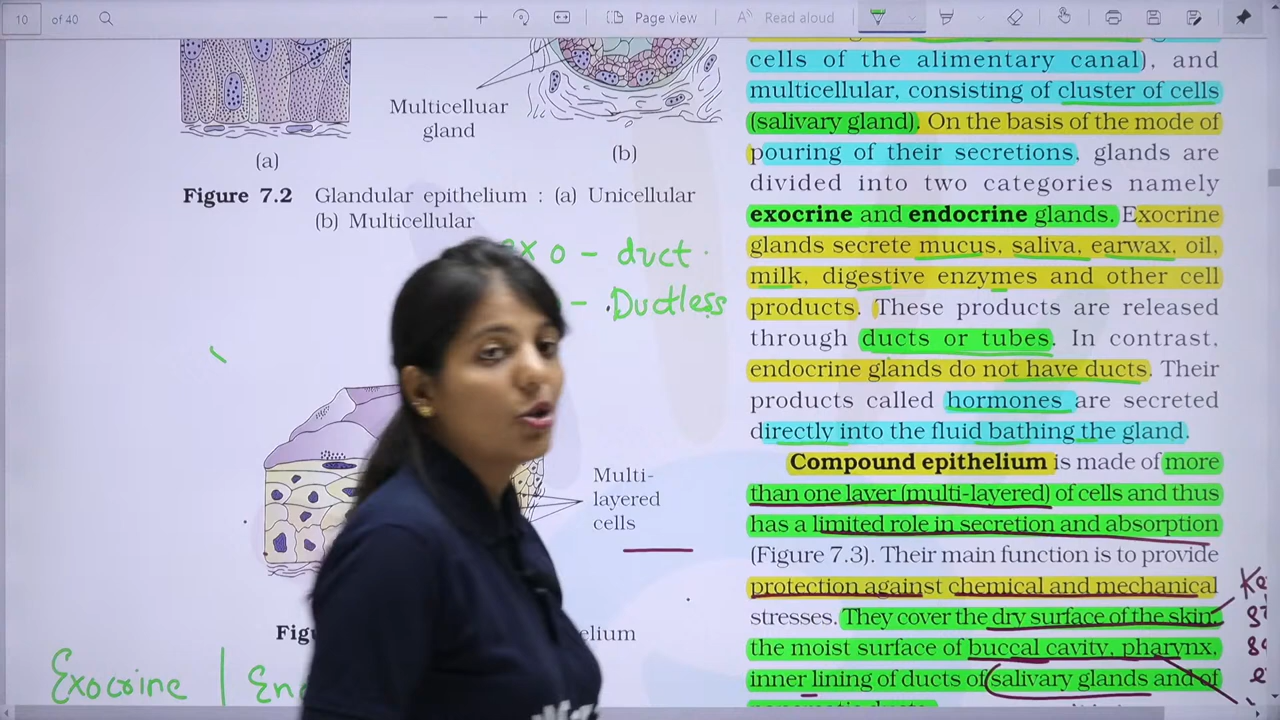 10 of 40
Page view
Read aloud
Multicelluar
gland
(a)
(b)
Figure 7.2 Glandular epithelium : (a) Unicellular
(b) Multicellular
exo - duct
- Ductless
Multi-
layered
cells
Exocrine |
cells of the alimentary canal), and
multicellular, consisting of cluster of cells
(salivary gland). On the basis of the mode of
pouring of their secretions, glands are
divided into two categories namely
exocrine and endocrine glands. Exocrine
glands secrete mucus, saliva, earwax, oil,
milk, digestive enzymes and other cell
products. These products are released
through ducts or tubes. In contrast,
endocrine glands do not have ducts. Their
products called hormones are secreted
directly into the fluid bathing the gland.
Compound epithelium is made of more
than one layer (multi-layered) of cells and thus
has a limited role in secretion and absorption
(Figure 7.3). Their main function is to provide
protection against chemical and mechanical
stresses. They cover the dry surface of the skin,
the moist surface of buccal cavity, pharynx,
inner lining of ducts of salivary glands and of